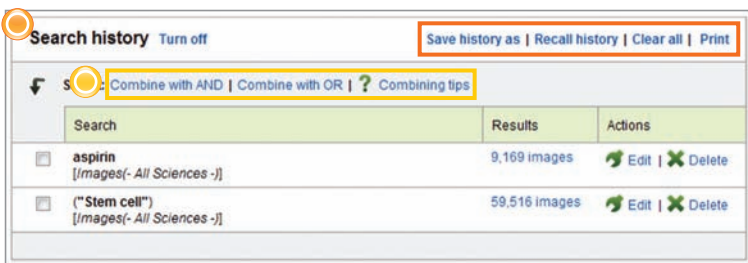 Search history Turn off Save history as | Recall history | Clear all | Print
Combine with AND | Combine with OR | ? Combining tips
Search Results Actions
aspirin 9,169 images Edit | Delete
[Images(- All Sciences -)]
("Stem cell") 59,516 images Edit | Delete
[Images(- All Sciences -)]